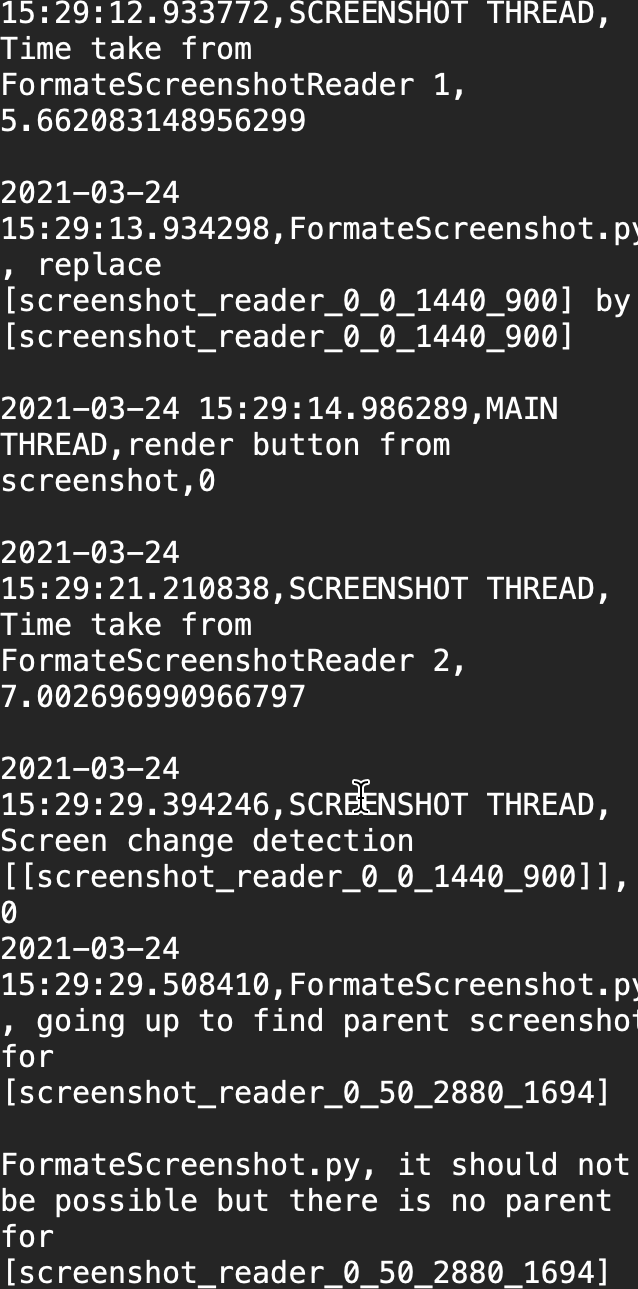 15:29:12.933772,SCREENSHOT THREAD,
Time take from
FormateScreenshotReader 1,
5.662083148956299
2021-03-24
15:29:13.934298,FormateScreenshot.py
, replace
[screenshot_reader_0_0_1440_900] by
[screenshot_reader_0_0_1440_900]
2021-03-24 15:29:14.986289,MAIN
THREAD,render button from
screenshot,0
2021-03-24
15:29:21.210838,SCREENSHOT THREAD,
Time take from
FormateScreenshotReader 2,
7.002696990966797
2021-03-24
15:29:29.394246,SCREENSHOT THREAD,
Screen change detection
[[screenshot_reader_0_0_1440_900]],
0
2021-03-24
15:29:29.508410,FormateScreenshot.py
, going up to find parent screenshot
for
[screenshot_reader_0_50_2880_1694]
FormateScreenshot.py, it should not
be possible but there is no parent
for
[screenshot_reader_0_50_2880_1694]